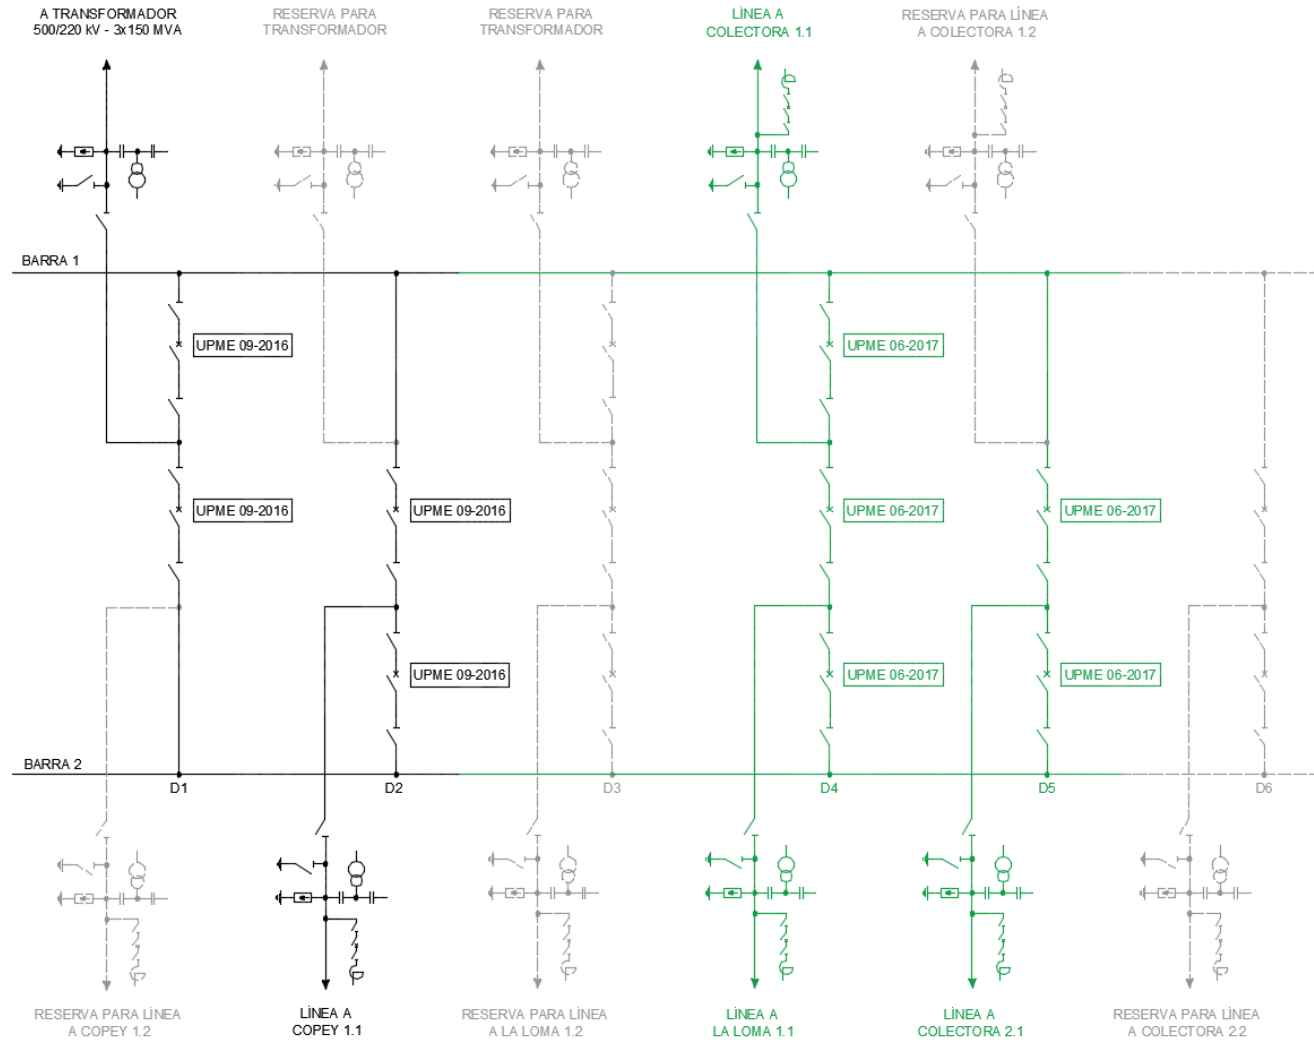 A TRANSFORMADOR
500/220 kV - 3x150 MVA
RESERVA PARA
TRANSFORMADOR
RESERVA PARA
TRANSFORMADOR
LÍNEA A
COLECTORA 1.1
RESERVA PARA LÍNEA
A COLECTORA 1.2
BARRA 1
UPME 09-2016
UPME 06-2017
UPME 09-2016
UPME 09-2016
UPME 06-2017
UPME 06-2017
UPME 09-2016
UPME 06-2017
UPME 06-2017
BARRA 2
D1
D2
D3
D4
D5
D6
RESERVA PARA LÍNEA
A COPEY 1.2
LÍNEA A
COPEY 1.1
RESERVA PARA LÍNEA
A LA LOMA 1.2
LÍNEA A
LA LOMA 1.1
LÍNEA A
COLECTORA 2.1
RESERVA PARA LÍNEA
A COLECTORA 2.2